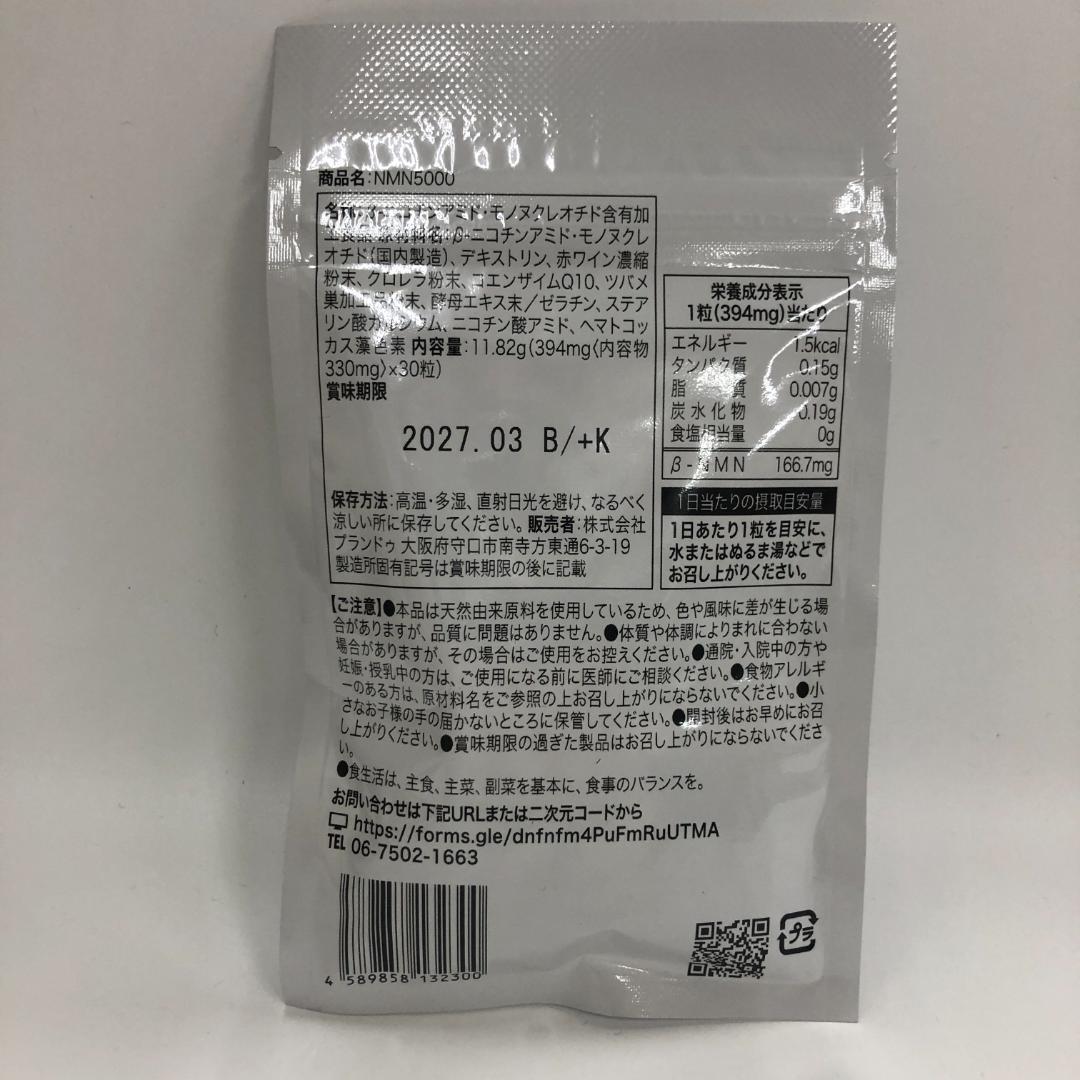 商品名：NMN5000
名称：β-ニコチンアミド・モノヌクレオチド含有加
工食品 原材料名：β-ニコチンアミド・モノヌクレ
オチド(国内製造)、デキストリン、赤ワイン濃縮
粉末、クロレラ粉末、コエンザイムQ10、ツバメ
巣加工品粉末、酵母エキス末／ゼラチン、ステア
リン酸カルシウム、ニコチン酸アミド、ヘマトコッ
カス藻色素 内容量：11.82g(394mg〈内容物
330mg〉×30粒)
賞味期限
2027.03 B/+K
保存方法：高温・多湿、直射日光を避け、なるべく
涼しい所に保存してください。 販売者：株式会社
プランドゥ 大阪府守口市南寺方東通6-3-19
製造所固有記号は賞味期限の後に記載
栄養成分表示
1粒(394mg)当たり
エネルギー 1.5kcal
タンパク質 0.15g
脂質 0.007g
炭水化物 0.19g
食塩相当量 0g
β-NMN 166.7mg
1日当たりの摂取目安量
1日あたり1粒を目安に、
水またはぬるま湯などで
お召し上がりください。
【ご注意】●本品は天然由来原料を使用しているため、色や風味に差が生じる場
合がありますが、品質に問題はありません。●体質や体調によりまれに合わない
場合がありますが、その場合はご使用をお控えください。●通院・入院中の方や
妊娠・授乳中の方は、ご使用になる前に医師にご相談ください。●食物アレルギ
ーのある方は、原材料名をご参照の上お召し上がりにならないでください。●小
さなお子様の手の届かないところに保管してください。●開封後はお早めにお召
し上がりください。●賞味期限の過ぎた製品はお召し上がりにならないでくださ
い。
●食生活は、主食、主菜、副菜を基本に、食事のバランスを。
お問い合わせは下記URLまたは二次元コードから
https://forms.gle/dnfnfm4PuFmRuUTMA
TEL 06-7502-1663
4 589858 132300
プラ